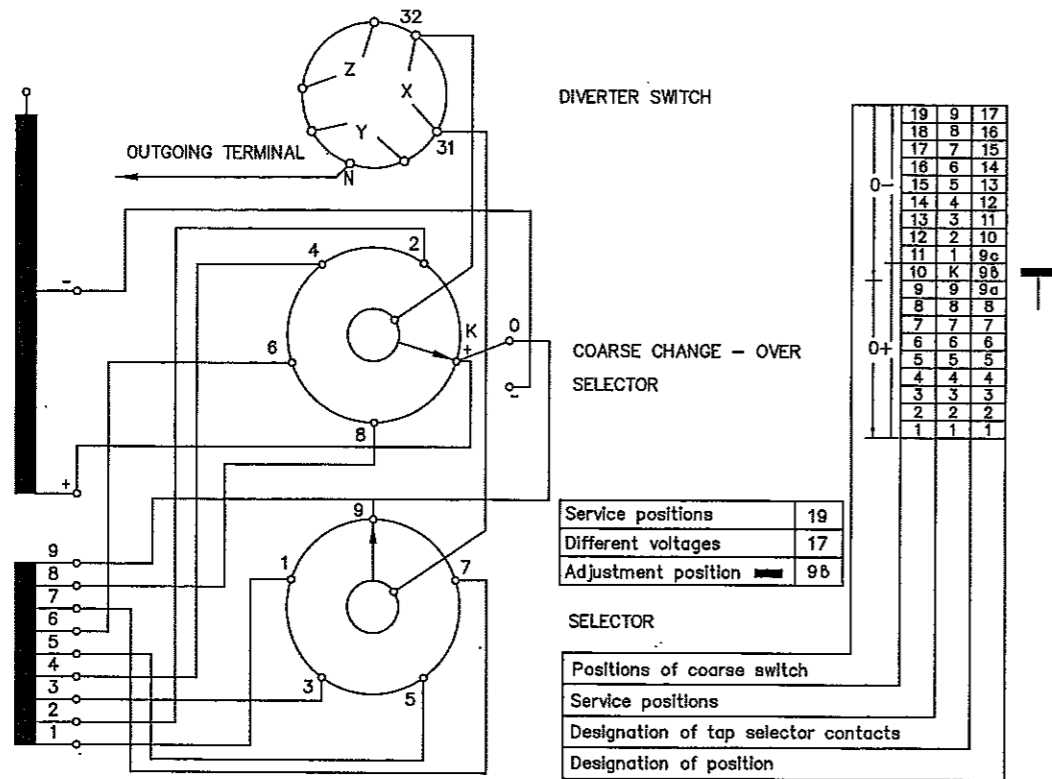 32
Z
X
Y
31
N
OUTGOING TERMINAL
DIVERTER SWITCH
4
2
-
K
+
0
6
-
8
+
COARSE CHANGE - OVER
SELECTOR
9
1
7
3
5
9
8
7
6
5
4
3
2
1
0-
0+
19 9 17
18 8 16
17 7 15
16 6 14
15 5 13
14 4 12
13 3 11
12 2 10
11 1 9c
10 K 9B
9 9 9a
8 8 8
7 7 7
6 6 6
5 5 5
4 4 4
3 3 3
2 2 2
1 1 1
Service positions 19
Different voltages 17
Adjustment position 9B
SELECTOR
Positions of coarse switch
Service positions
Designation of tap selector contacts
Designation of position